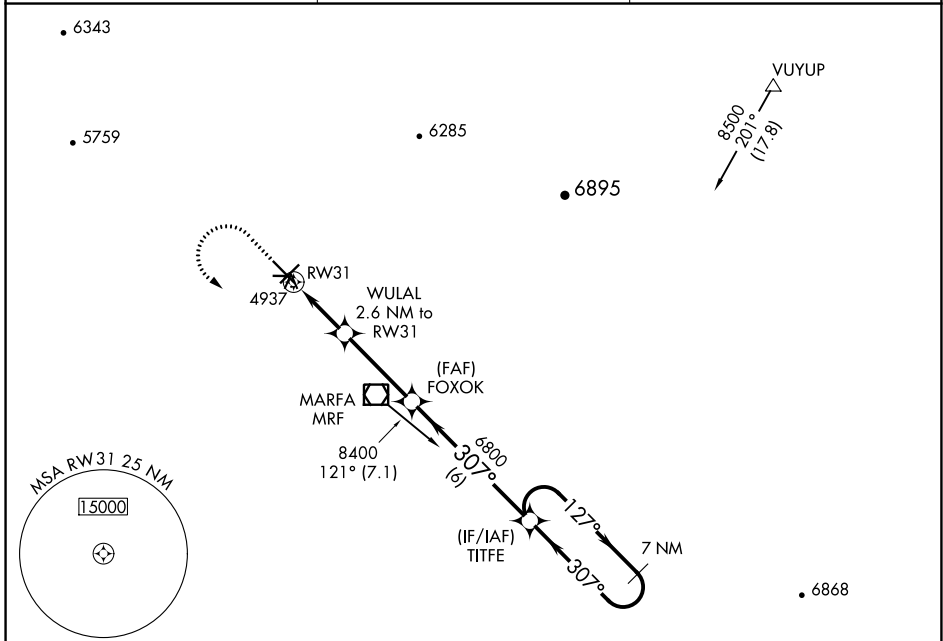 6343
VUYUP
8500
201°
(17.8)
5759
6285
6895
RW31
4937
WULAL
2.6 NM to
RW31
(FAF)
FOXOK
MARFA
MRF
8400
121° (7.1)
6800
307°
(6)
MSA RW31 25 NM
15000
(IF/IAF)
TITFE
127°
307°
7 NM
6868